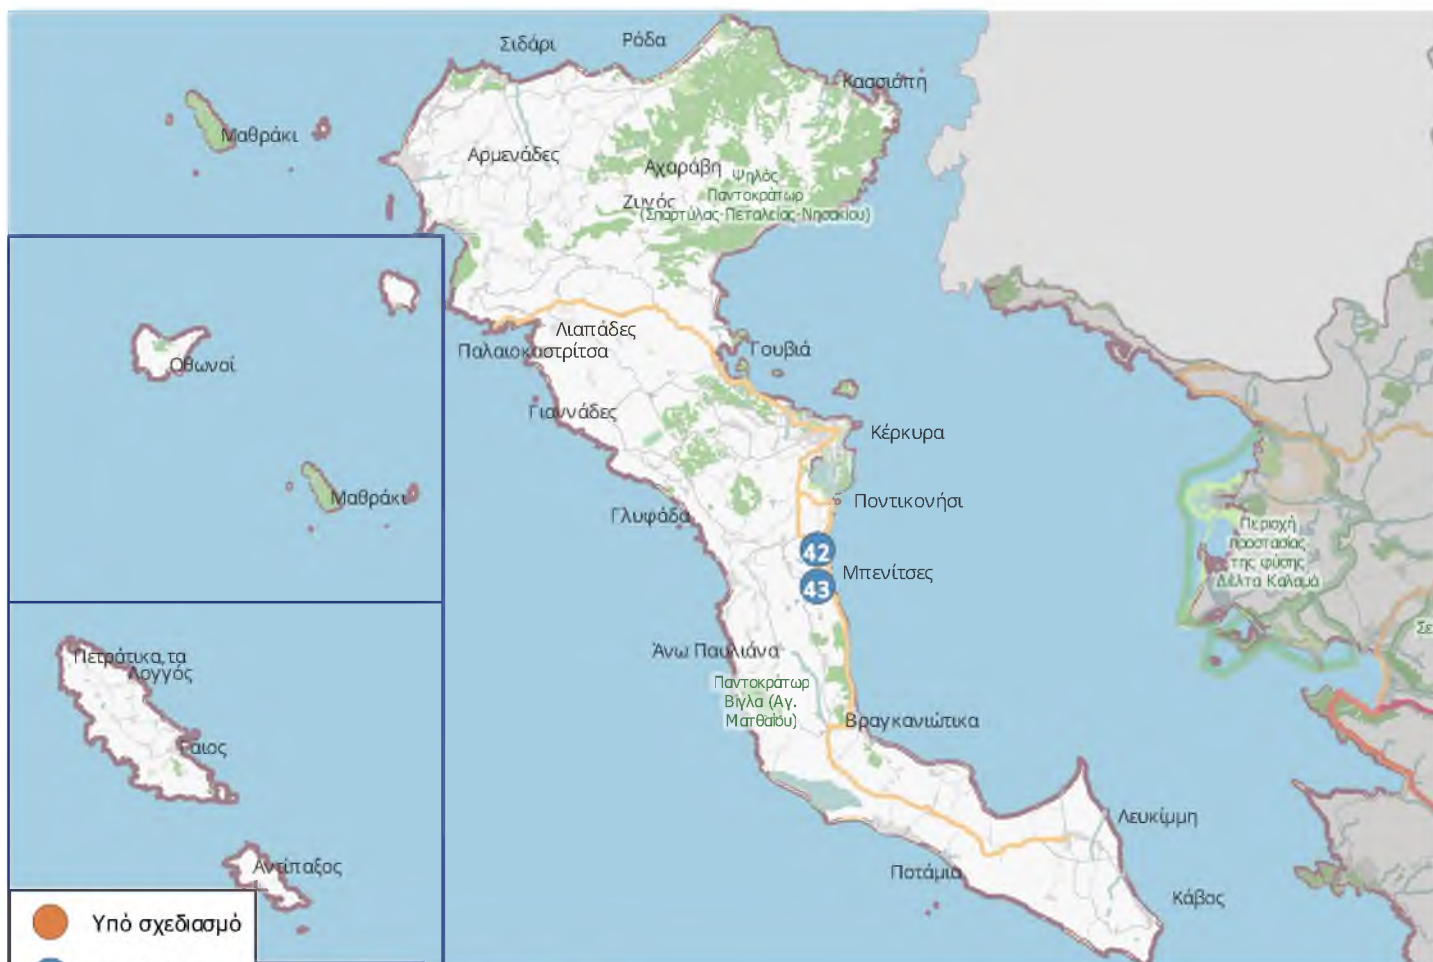 Σιδάρι
Ρόδα
Κασσιόπη
Μαθράκι
Αρμενάδες
Αχαράβη
Ψηλός
Παντοκράτωρ
(Σπαρτύλας-Πεταλείας-Νησακίου)
Ζυγός
Λιαπάδες
Παλαιοκαστρίτσα
Γουβιά
Οθωνοί
Γιαννάδες
Κέρκυρα
Μαθράκι
Γλυφάδα
Ποντικονήσι
Περιοχή
προστασίας
της φύσης
Δέλτα Καλαμά
42
Μπενίτσες
43
Σε
Άνω Παυλιάνα
Πετράτικα, τα
Λογγός
Παντοκράτωρ
Βίγλα (Αγ.
Ματθαίου)
Βραγκανιώτικα
Γάιος
Λευκίμμη
Αντίπαξος
Ποτάμια
Κάβος
Υπό σχεδιασμό